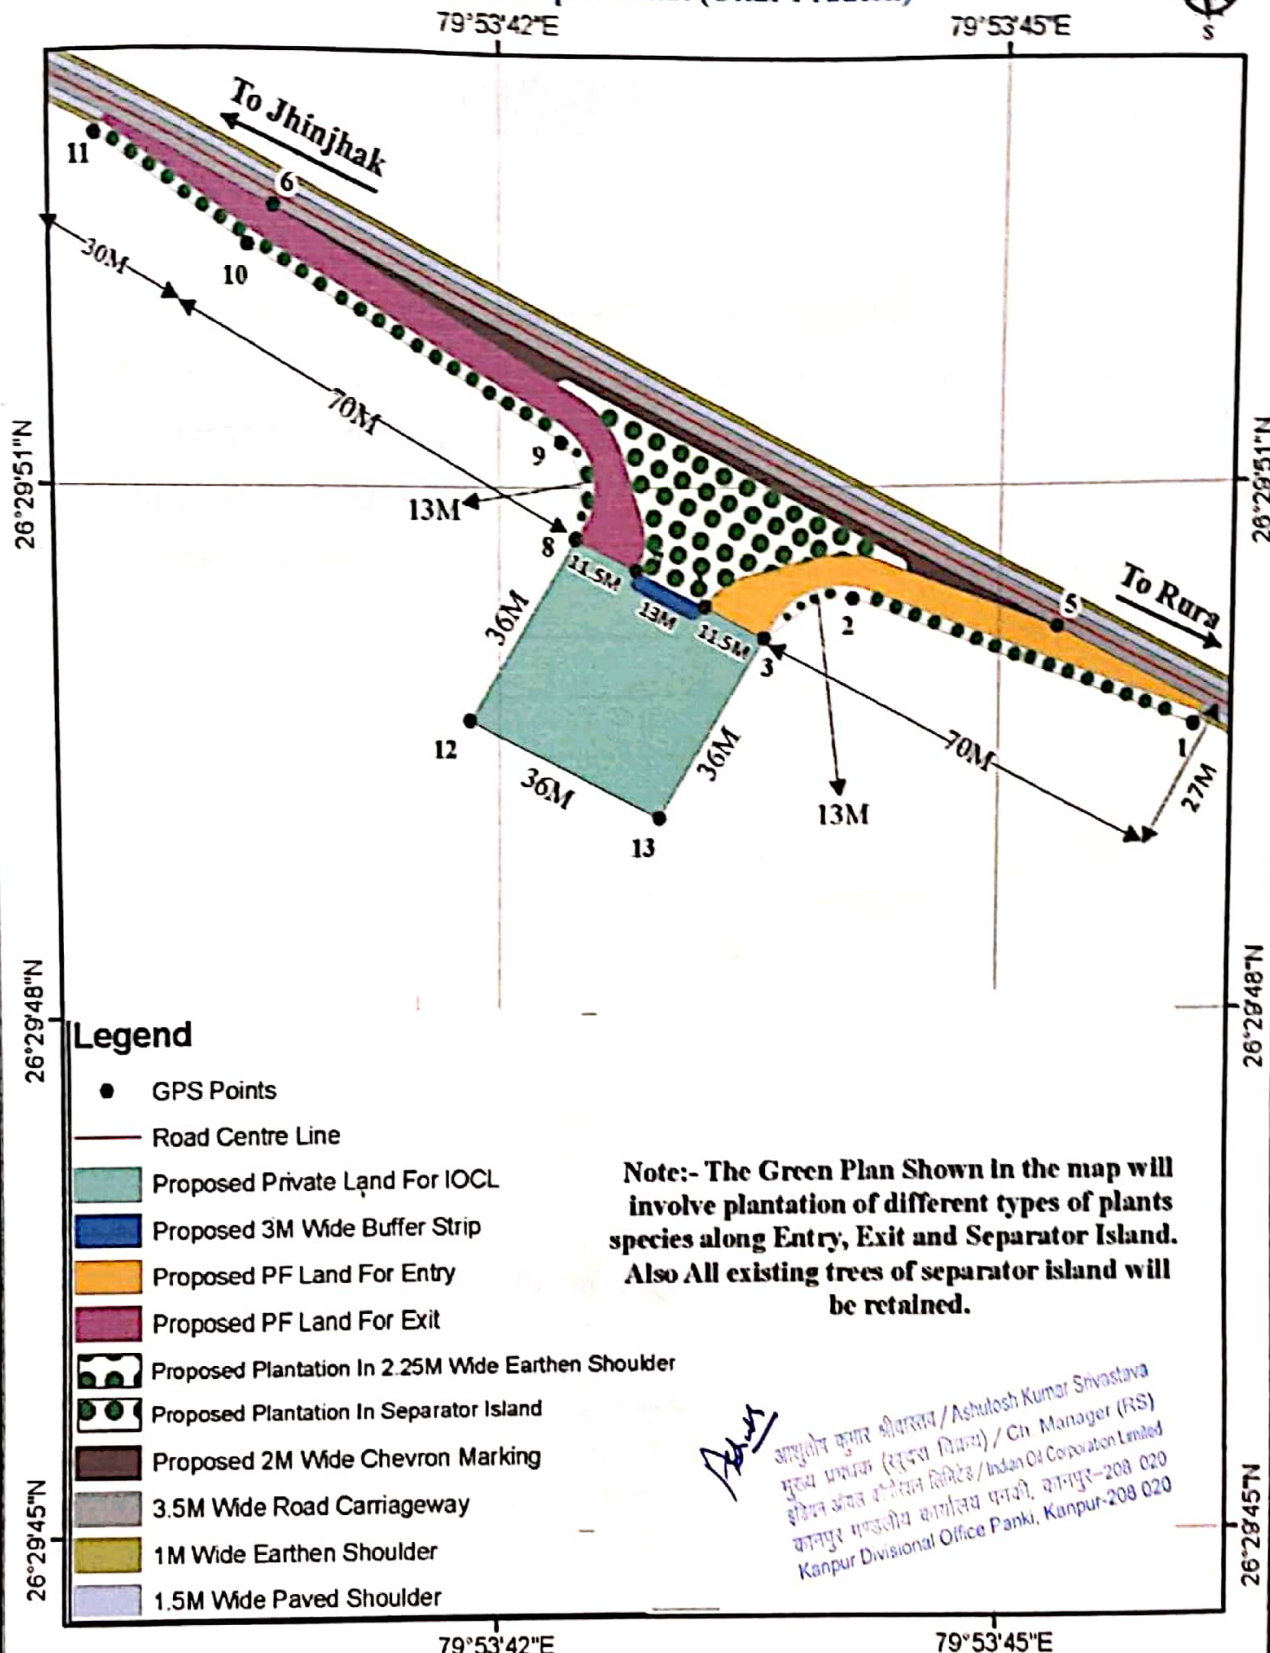 79°53'42"E
79°53'45"E
S
To Jhinjhak
11
6
30M
10
70M
9
26°29'51"N
26°29'51"N
13M
8
11.5M
13M
11.5M
To Rura
5
2
3
36M
12
36M
36M
70M
1
27M
13M
13
26°29'48"N
26°29'48"N
Legend
GPS Points
Road Centre Line
Proposed Private Land For IOCL
Proposed 3M Wide Buffer Strip
Proposed PF Land For Entry
Proposed PF Land For Exit
Proposed Plantation In 2.25M Wide Earthen Shoulder
Proposed Plantation In Separator Island
Proposed 2M Wide Chevron Marking
3.5M Wide Road Carriageway
1M Wide Earthen Shoulder
1.5M Wide Paved Shoulder
Note:- The Green Plan Shown in the map will
involve plantation of different types of plants
species along Entry, Exit and Separator Island.
Also All existing trees of separator island will
be retained.
आशुतोष कुमार श्रीवास्तव / Ashutosh Kumar Srivastava
मुख्य प्रबंधक (खुदरा विक्रय) / Ch. Manager (RS)
इंडियन ऑयल कॉर्पोरेशन लिमिटेड / Indian Oil Corporation Limited
कानपुर मण्डलीय कार्यालय पनकी, कानपुर-208 020
Kanpur Divisional Office Panki, Kanpur-208 020
26°29'45"N
26°29'45"N
79°53'42"E
79°53'45"E